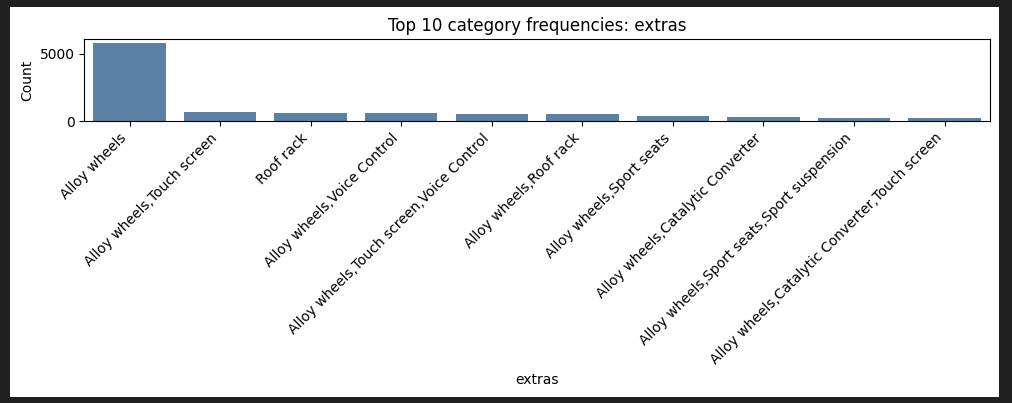 Top 10 category frequencies: extras
Count
5000
0
Alloy wheels
Alloy wheels,Touch screen
Roof rack
Alloy wheels,Voice Control
Alloy wheels,Touch screen,Voice Control
Alloy wheels,Roof rack
Alloy wheels,Sport seats
Alloy wheels,Catalytic Converter
Alloy wheels,Sport seats,Sport suspension
Alloy wheels,Catalytic Converter,Touch screen
extras